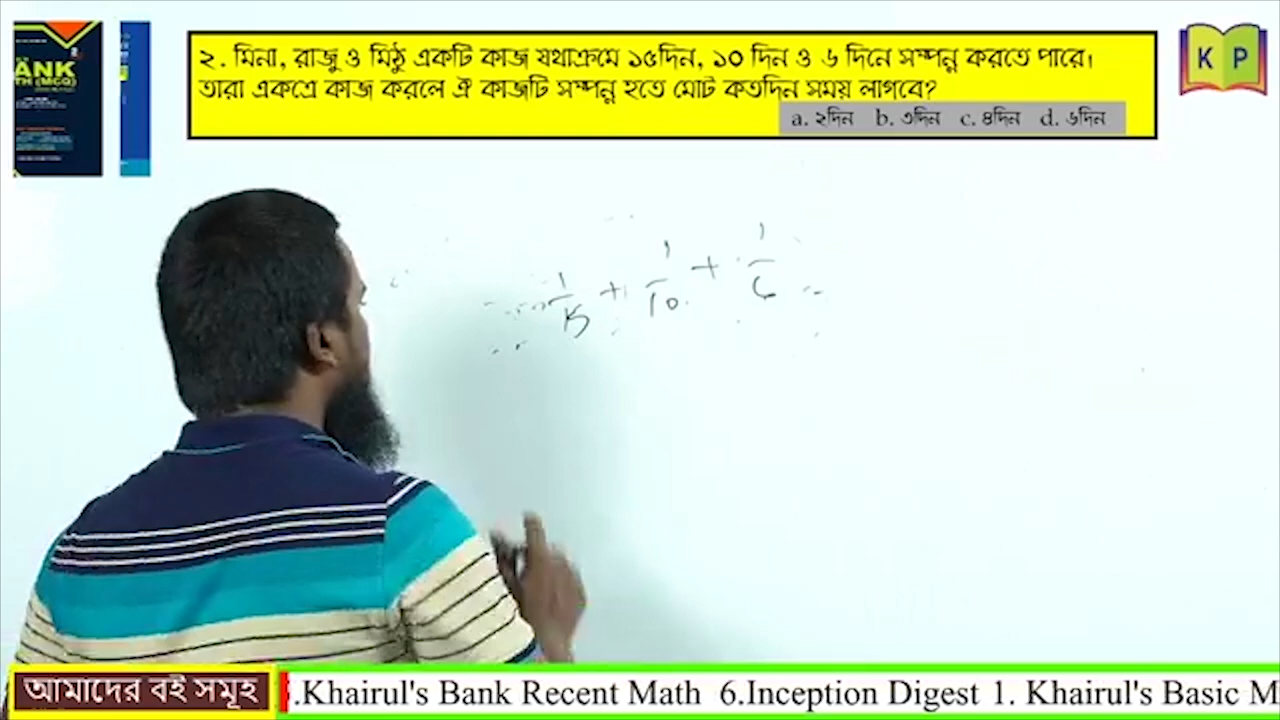 ২. মিনা, রাজু ও মিঠু একটি কাজ যথাক্রমে ১৫দিন, ১০ দিন ও ৬ দিনে সম্পন্ন করতে পারে।
তারা একত্রে কাজ করলে ঐ কাজটি সম্পন্ন হতে মোট কতদিন সময় লাগবে?
a. ২দিন b. ৩দিন c. ৪দিন d. ৬দিন
K P
BANK
1/15 + 1/10 + 1/6
আমাদের বই সমূহ .Khairul's Bank Recent Math 6.Inception Digest 1. Khairul's Basic M